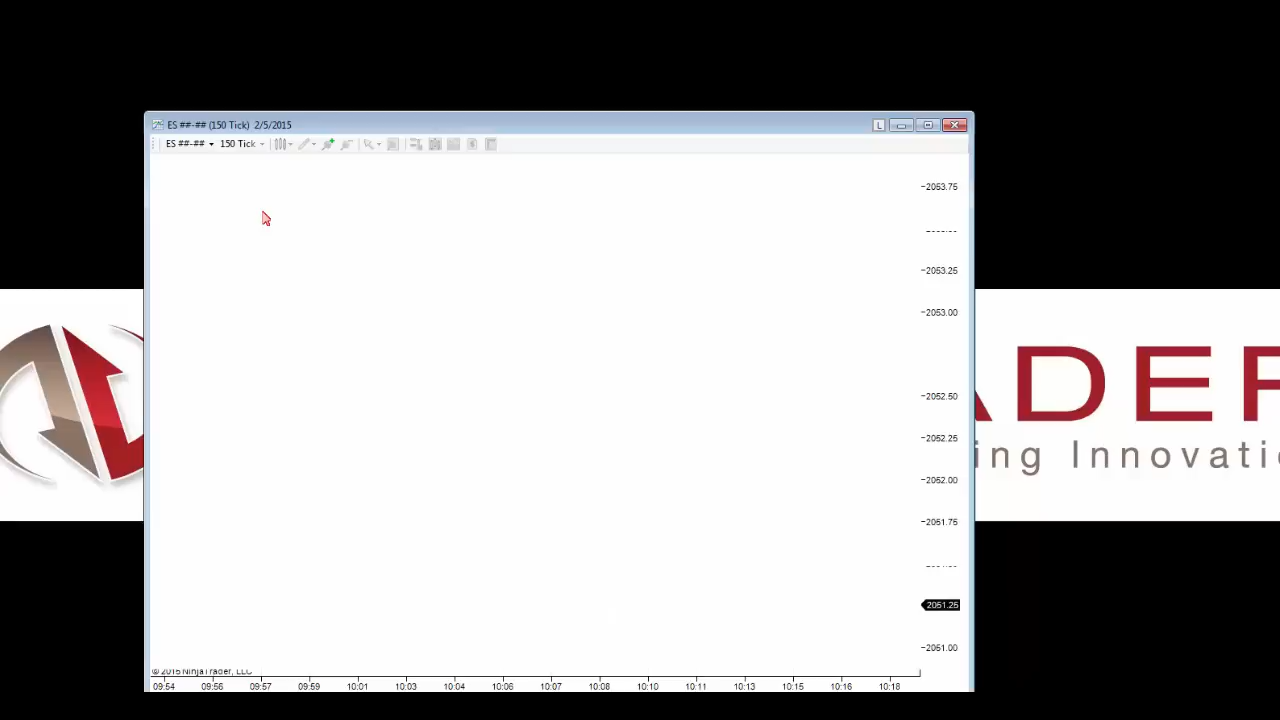 ES ##-## (150 Tick) 2/5/2015
L
ES ##-## 150 Tick
2053.75
2053.25
2053.00
2052.50
2052.25
2052.00
2051.75
2051.25
2051.00
© 2015 NinjaTrader, LLC
09:54 09:56 09:57 09:59 10:01 10:03 10:04 10:06 10:07 10:08 10:10 10:11 10:13 10:15 10:16 10:18
ADER
ing Innovati